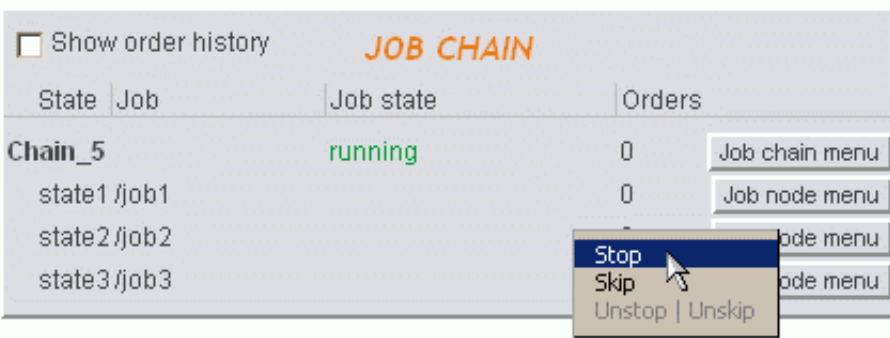 Show order history JOB CHAIN
State Job Job state Orders
Chain_5 running 0 Job chain menu
state1 /job1 0 Job node menu
state2 /job2 ode menu
Stop
state3 /job3 ode menu
Skip
Unstop | Unskip